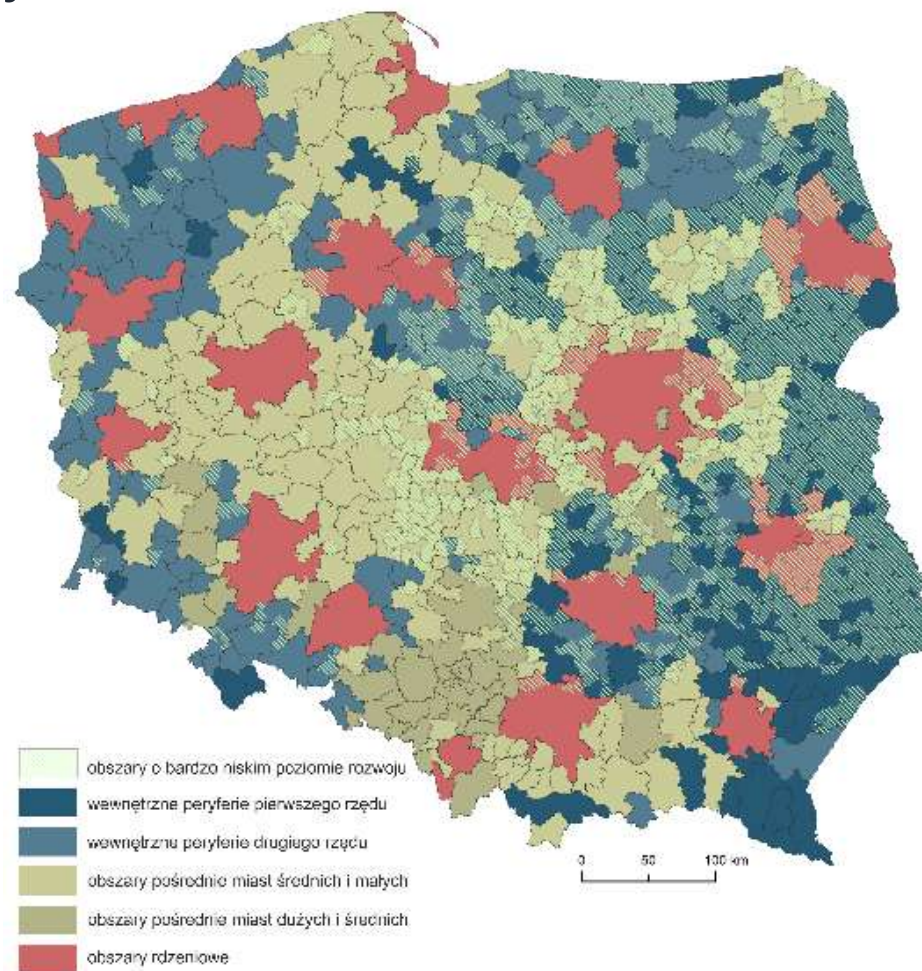 obszary o bardzo niskim poziomie rozwoju
wewnętrzne peryferie pierwszego rzędu
wewnętrzne peryferie drugiego rzędu
obszary pośrednie miast średnich i małych
obszary pośrednie miast dużych i średnich
obszary rdzeniowe
0 50 100 km